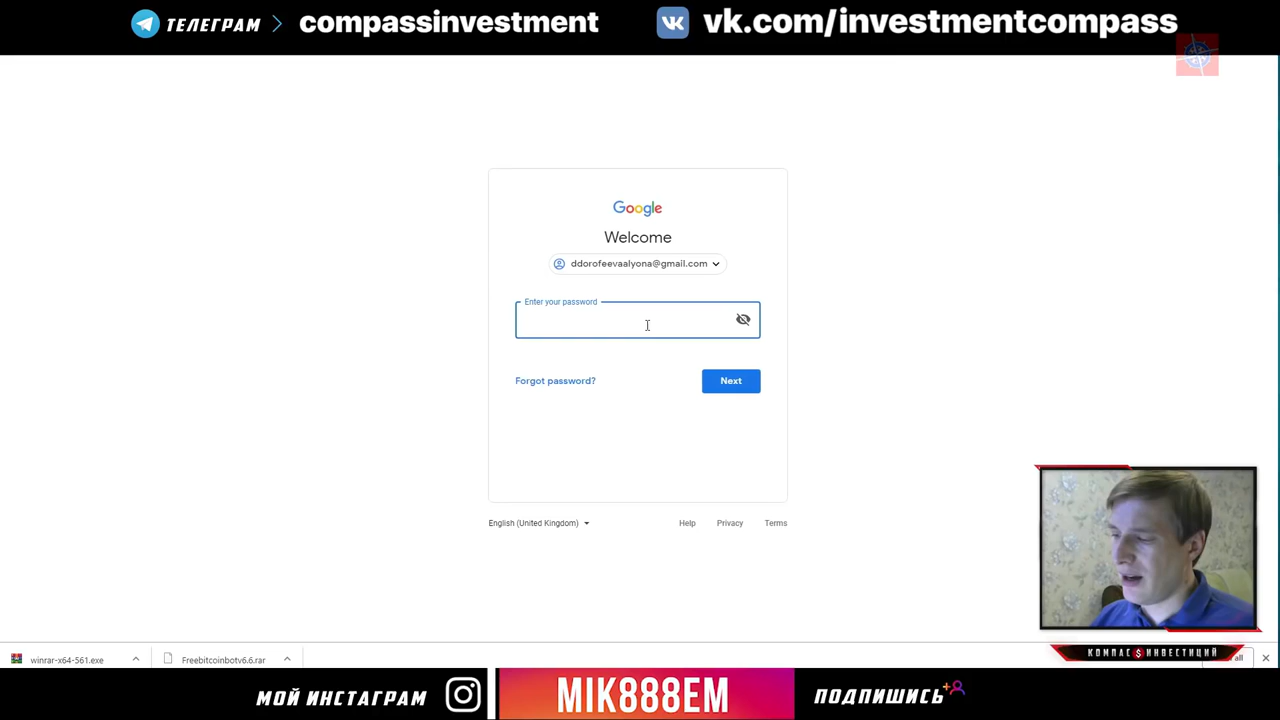 ТЕЛЕГРАМ > compassinvestment vk.com/investmentcompass
Google
Welcome
ddorofeevaalyona@gmail.com
Enter your password
Forgot password? Next
English (United Kingdom) Help Privacy Terms
winrar-x64-561.exe Freebitcoinbotv6.6.rar all
КОМПАС $ ИНВЕСТИЦИЙ
МОЙ ИНСТАГРАМ MIK888EM ПОДПИШИСЬ